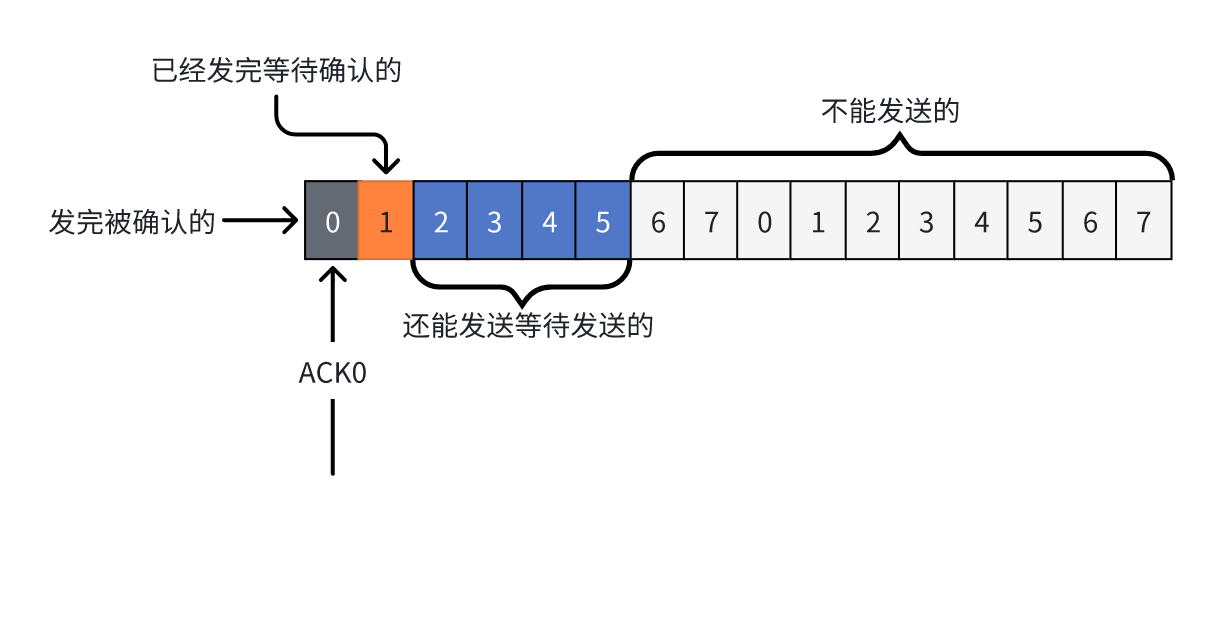 已经发完等待确认的
不能发送的
发完被确认的
0 1 2 3 4 5 6 7 0 1 2 3 4 5 6 7
还能发送等待发送的
ACK0